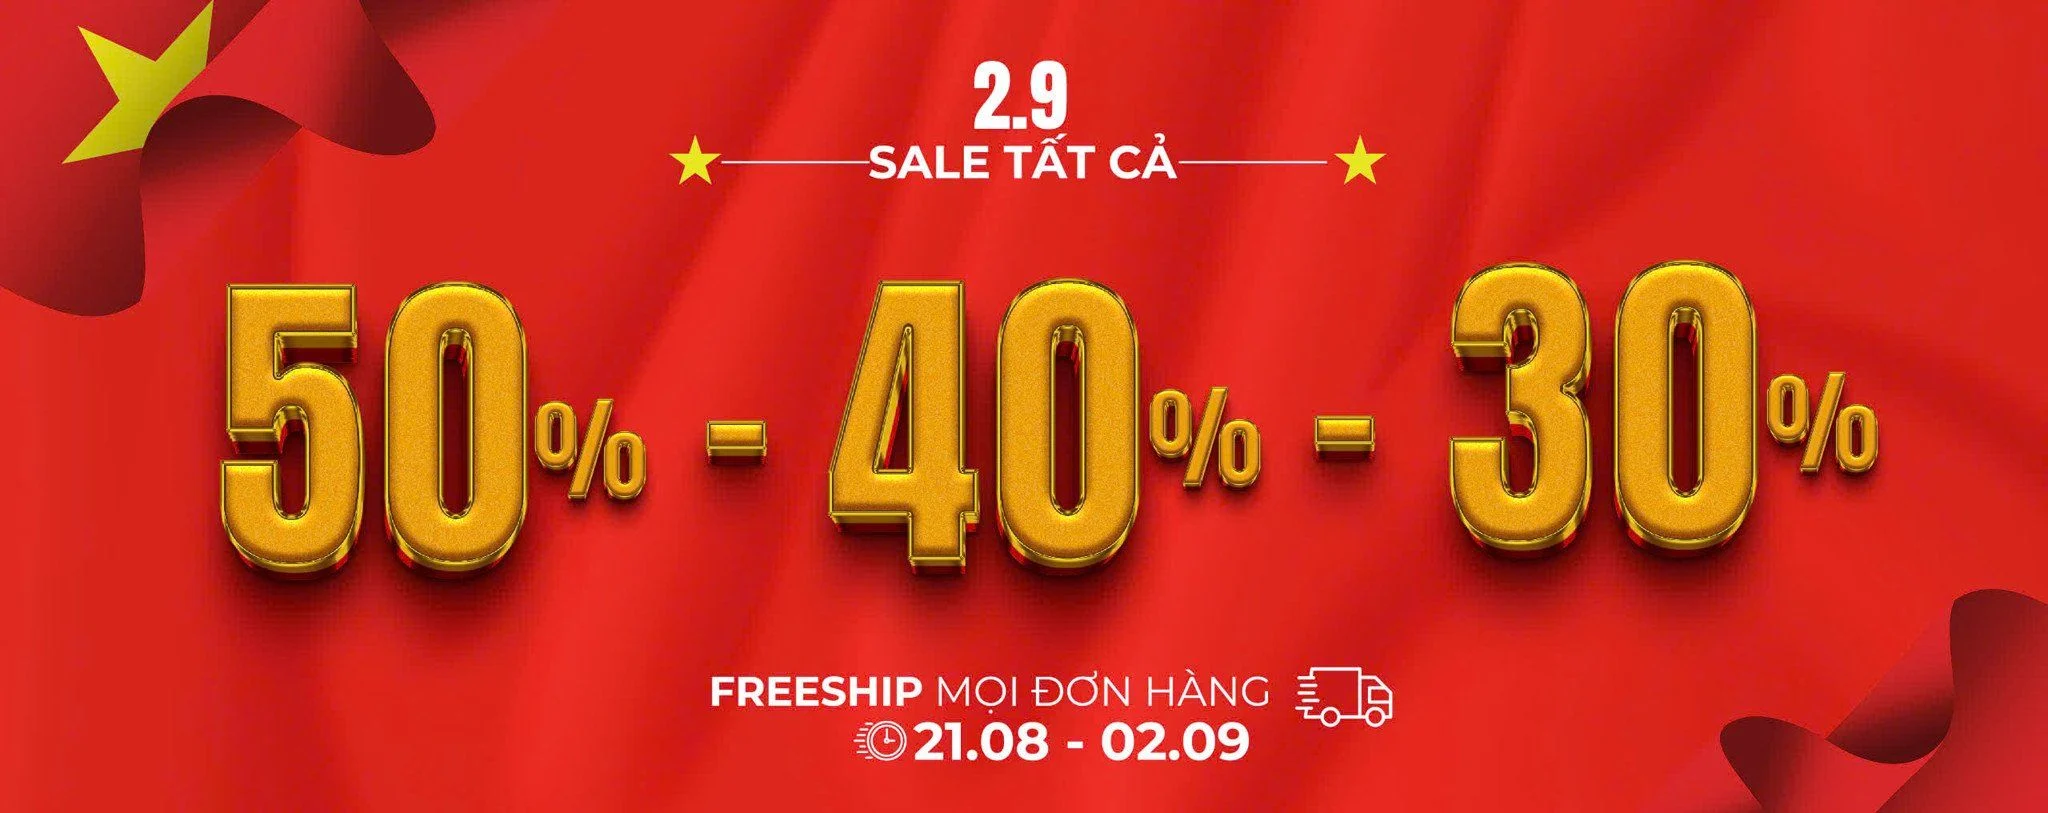 2.9
SALE TẤT CẢ
50% - 40% - 30%
FREESHIP MỌI ĐƠN HÀNG
21.08 - 02.09